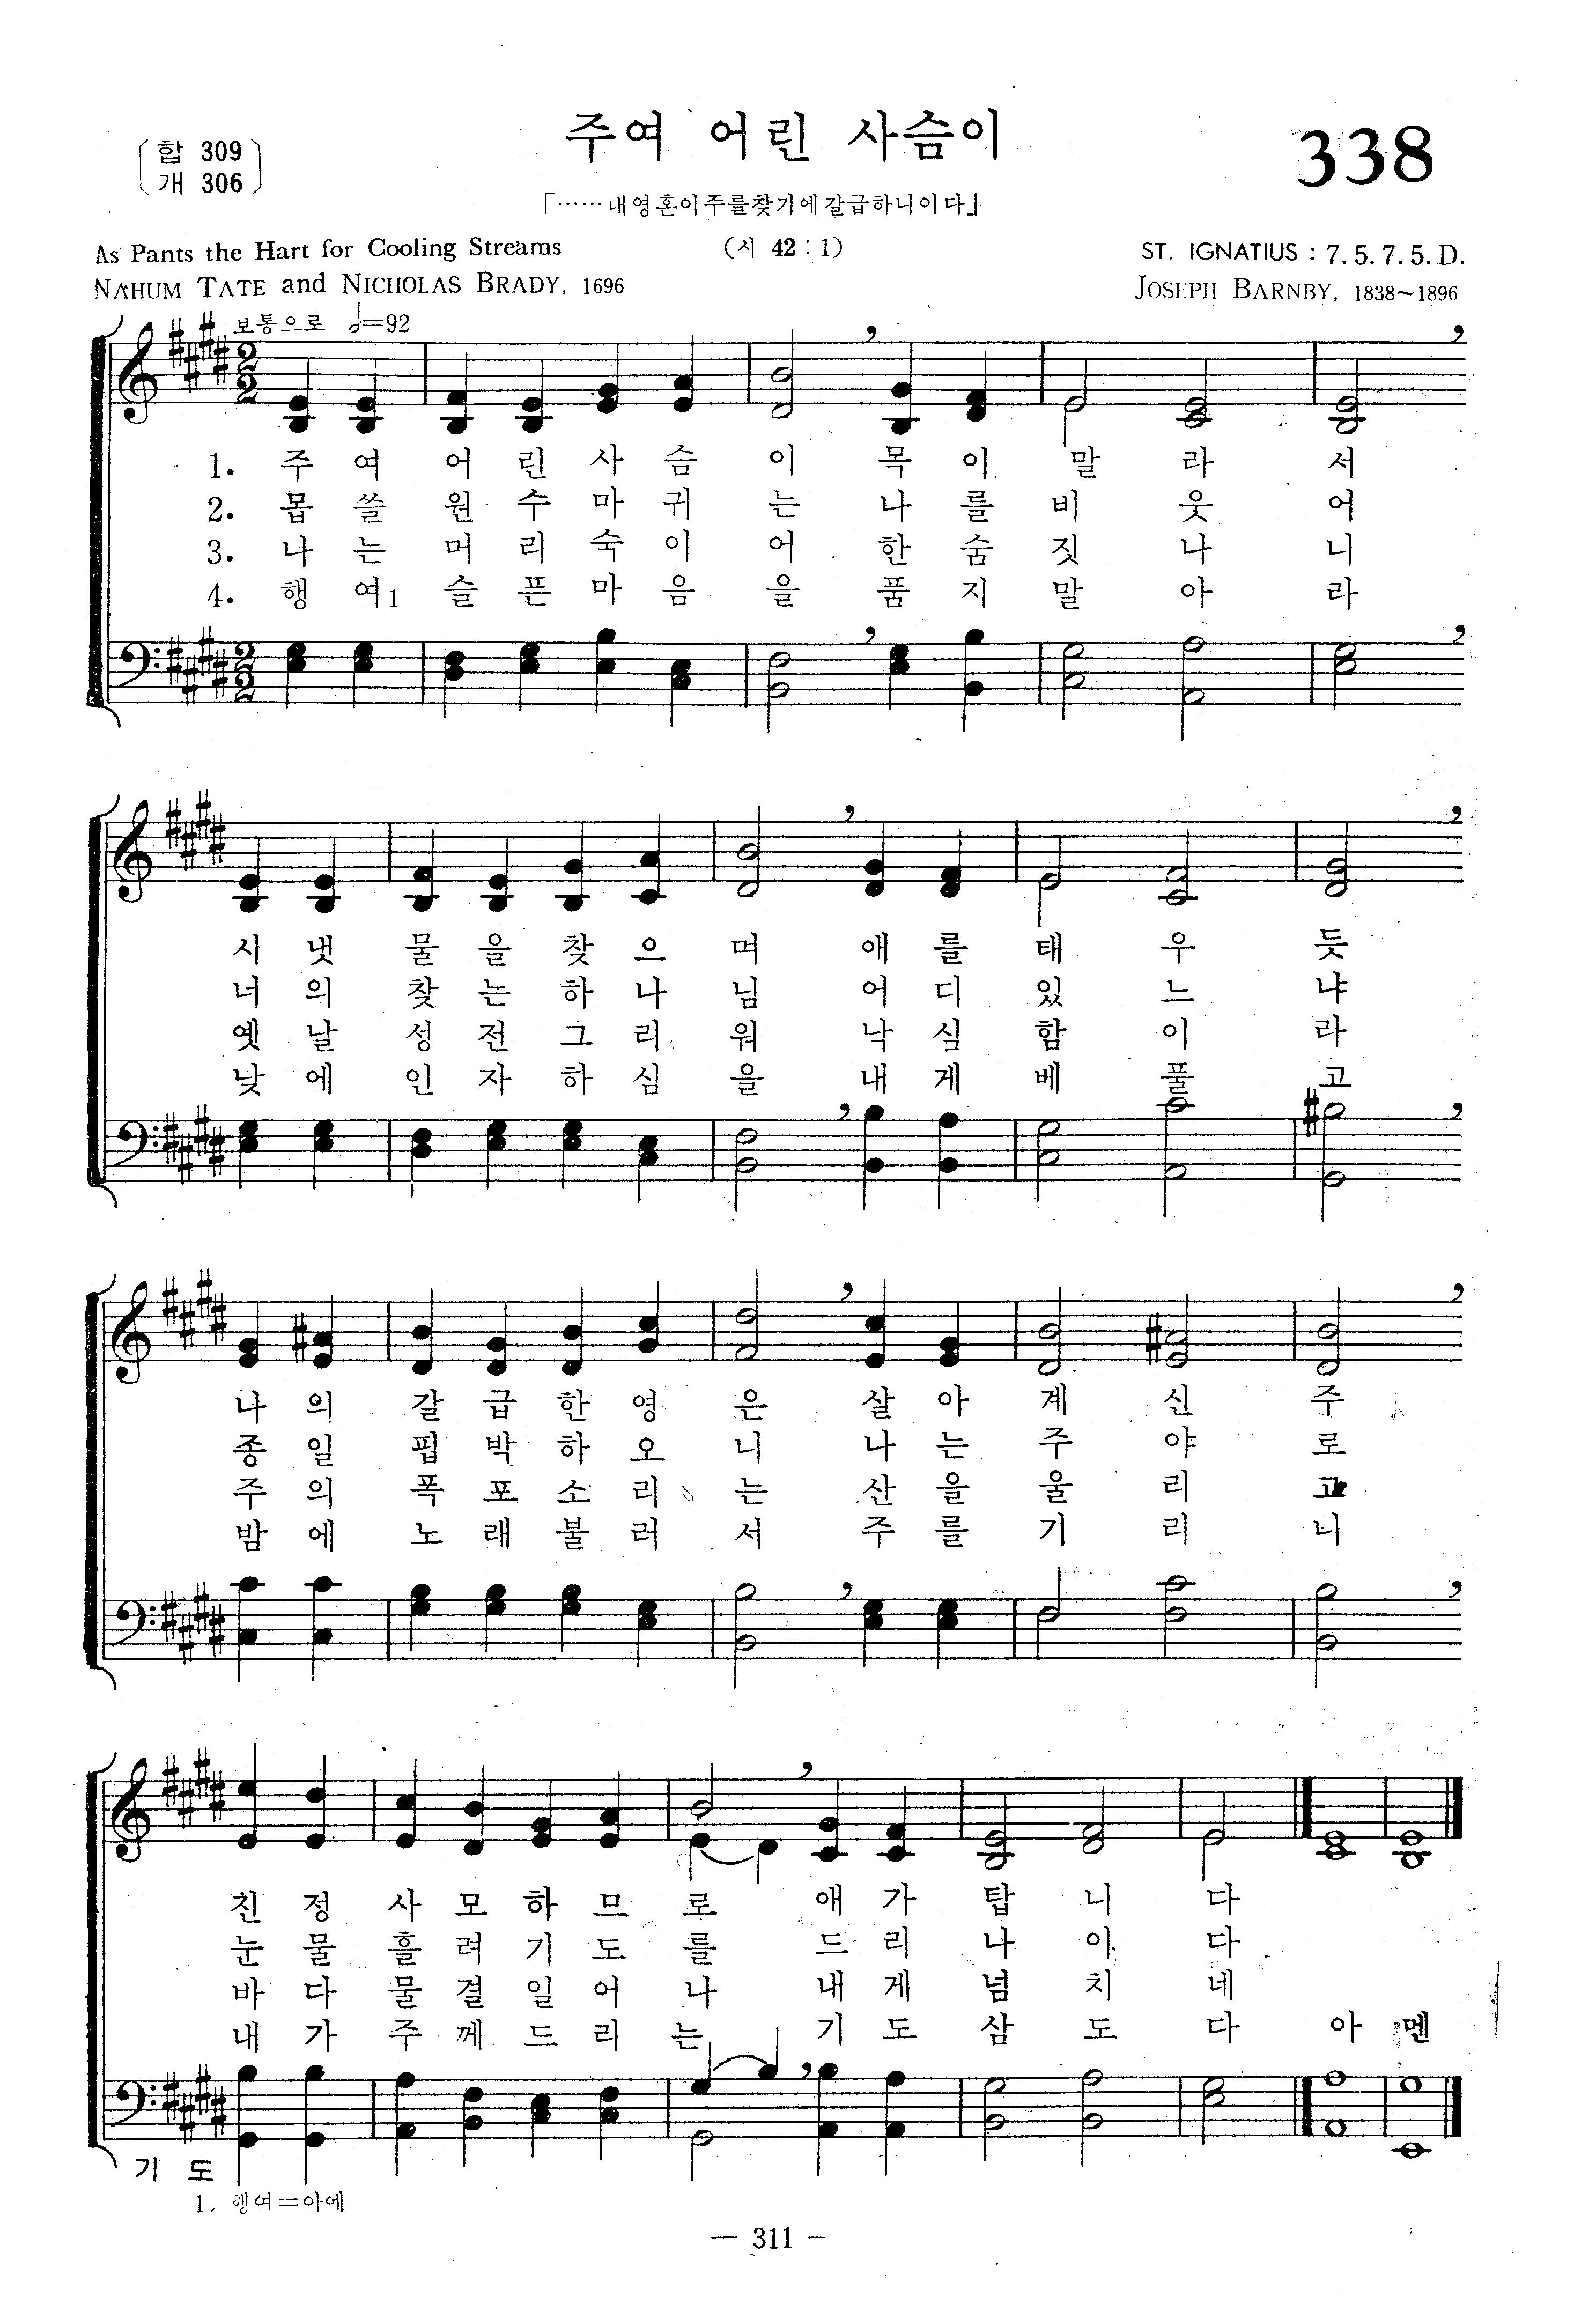 〔합 309〕
〔개 306〕
주여 어린 사슴이
338
「……내영혼이주를찾기에갈급하니이다」
As Pants the Hart for Cooling Streams
(시 42 : 1)
ST. IGNATIUS : 7. 5. 7. 5. D.
NAHUM TATE and NICHOLAS BRADY, 1696
JOSEPH BARNBY, 1838~1896
보통으로 𝅗𝅥=92
1. 주 여 어 린 사 슴 이 목 이 말 라 서
2. 몹 쓸 원 수 마 귀 는 나 를 비 웃 어
3. 나 는 머 리 숙 이 어 한 숨 짓 나 니
4. 행 여1 슬 픈 마 음 을 품 지 말 아 라
시 냇 물 을 찾 으 며 애 를 태 우 듯
너 의 찾 는 하 나 님 어 디 있 느 냐
옛 날 성 전 그 리 워 낙 심 함 이 라
낮 에 인 자 하 심 을 내 게 베 풀 고
나 의 갈 급 한 영 은 살 아 계 신 주
종 일 핍 박 하 오 니 나 는 주 야 로
주 의 폭 포 소 리 는 산 을 울 리 고
밤 에 노 래 불 러 서 주 를 기 리 니
친 정 사 모 하 므 로 애 가 탑 니 다
눈 물 흘 려 기 도 를 드 리 나 이 다
바 다 물 결 일 어 나 내 게 넘 치 네
내 가 주 께 드 리 는 기 도 삼 도 다 아 멘
기 도
1. 행여=아예
— 311 —